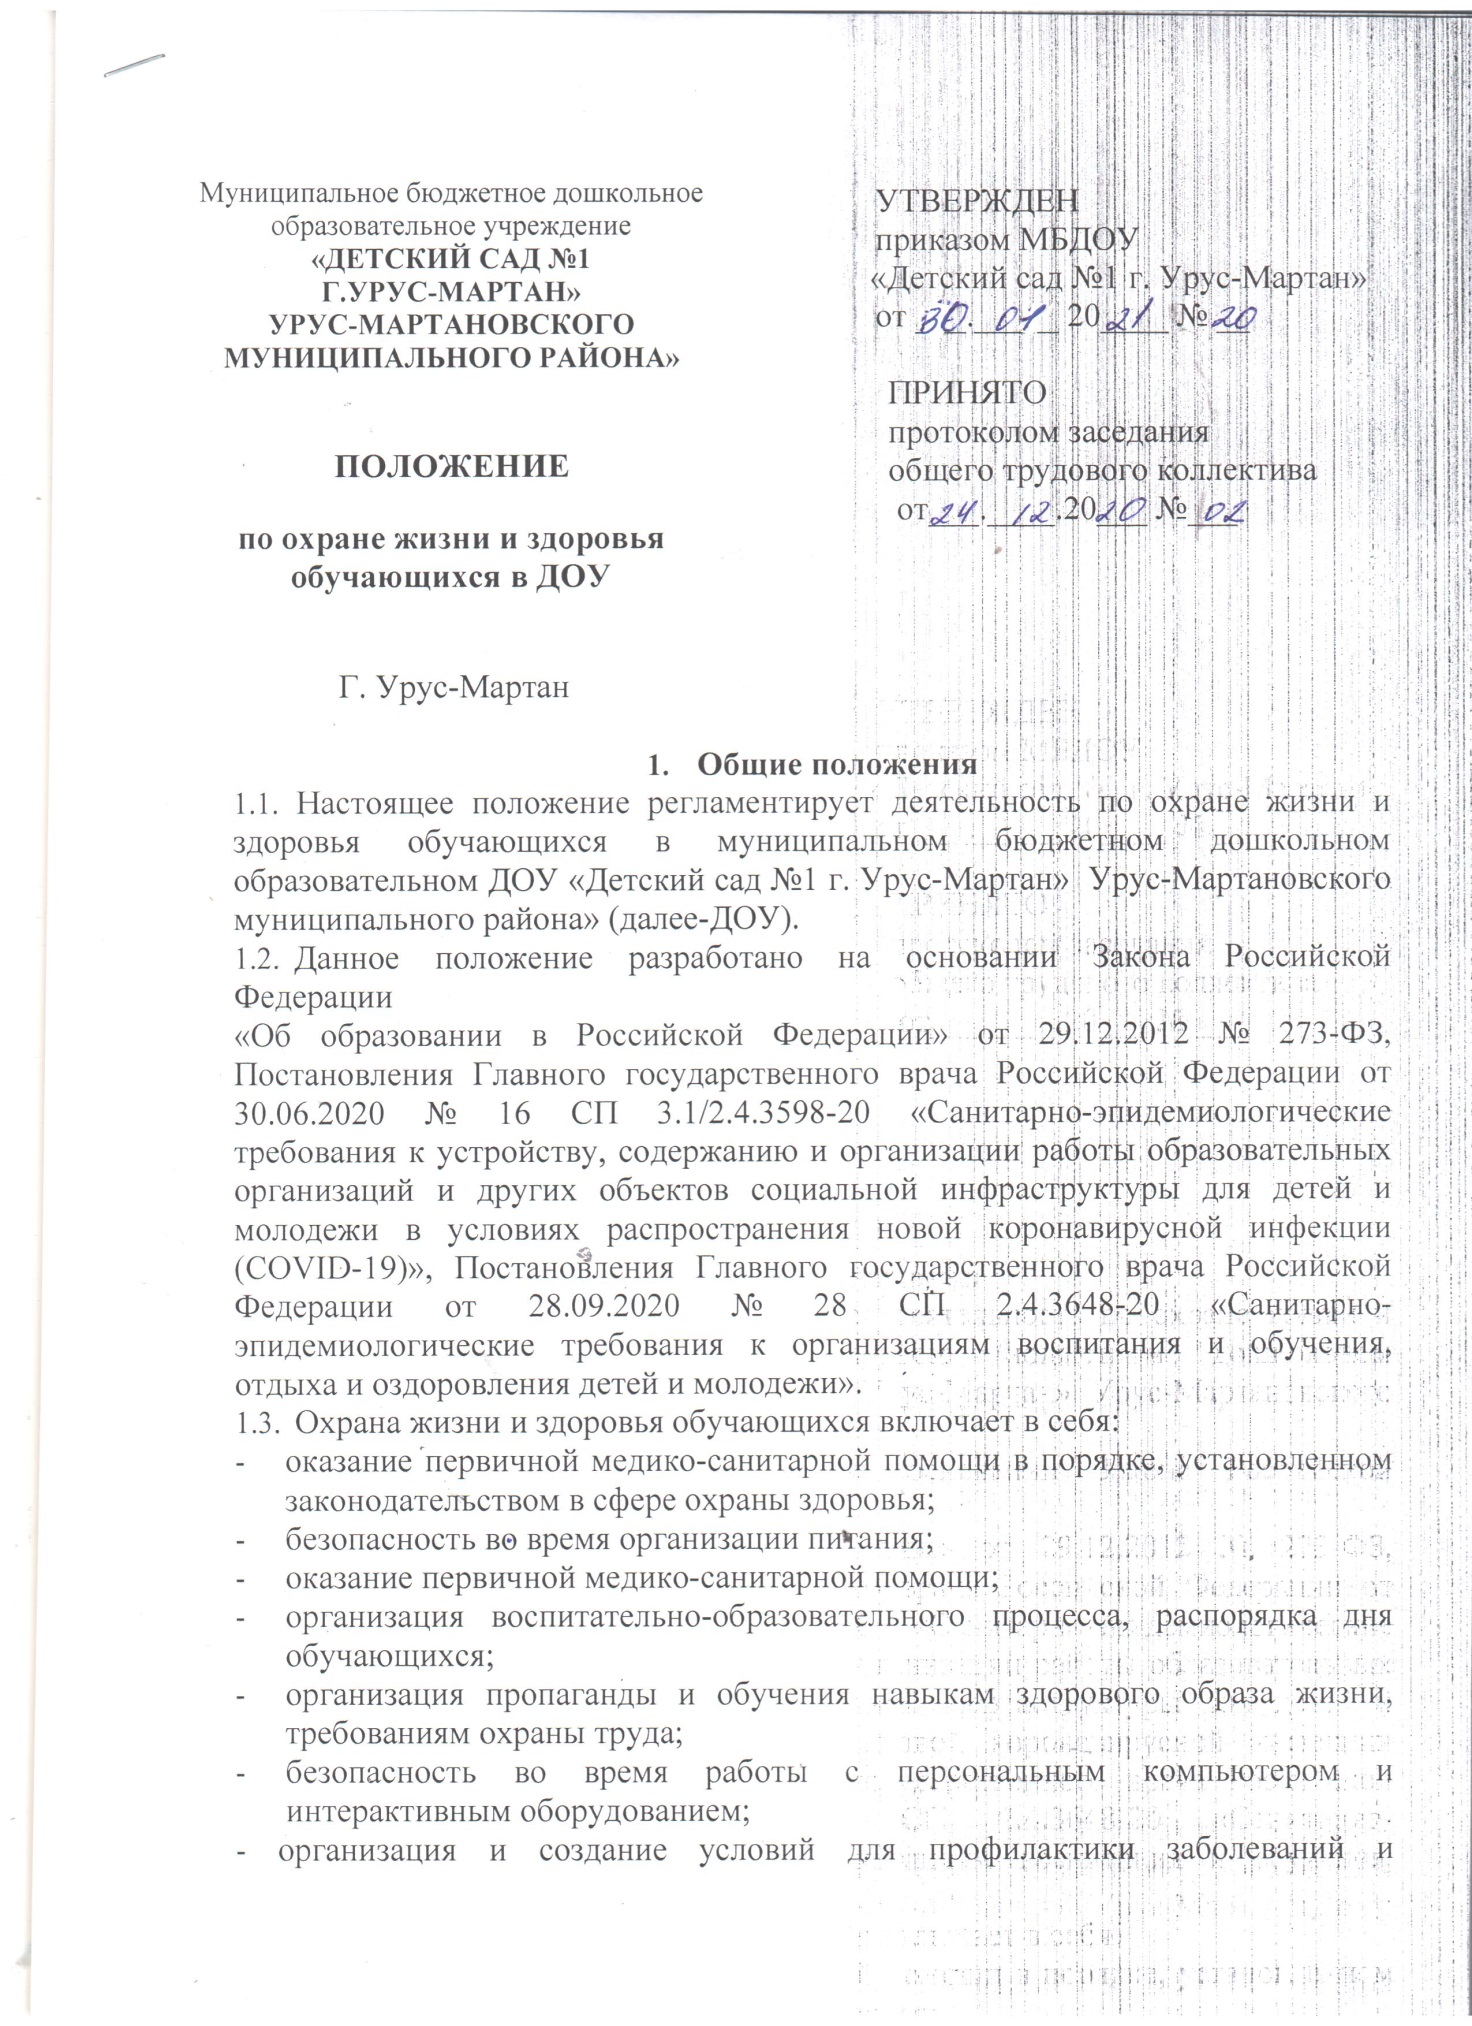 Муниципальное бюджетное дошкольное
образовательное учреждение
«ДЕТСКИЙ САД №1
Г.УРУС-МАРТАН»
УРУС-МАРТАНОВСКОГО
МУНИЦИПАЛЬНОГО РАЙОНА»
ПОЛОЖЕНИЕ
по охране жизни и здоровья
обучающихся в ДОУ
Г. Урус-Мартан
УТВЕРЖДЕН
приказом МБДОУ
«Детский сад №1 г. Урус-Мартан»
от 30. 01 2021 № 20
ПРИНЯТО
протоколом заседания
общего трудового коллектива
от 24. 12.2020 № 02
1. Общие положения
1.1. Настоящее положение регламентирует деятельность по охране жизни и
здоровья обучающихся в муниципальном бюджетном дошкольном
образовательном ДОУ «Детский сад №1 г. Урус-Мартан» Урус-Мартановского
муниципального района» (далее-ДОУ).
1.2. Данное положение разработано на основании Закона Российской
Федерации
«Об образовании в Российской Федерации» от 29.12.2012 № 273-ФЗ,
Постановления Главного государственного врача Российской Федерации от
30.06.2020 № 16 СП 3.1/2.4.3598-20 «Санитарно-эпидемиологические
требования к устройству, содержанию и организации работы образовательных
организаций и других объектов социальной инфраструктуры для детей и
молодежи в условиях распространения новой коронавирусной инфекции
(COVID-19)», Постановления Главного государственного врача Российской
Федерации от 28.09.2020 № 28 СП 2.4.3648-20 «Санитарно-
эпидемиологические требования к организациям воспитания и обучения,
отдыха и оздоровления детей и молодежи».
1.3. Охрана жизни и здоровья обучающихся включает в себя:
- оказание первичной медико-санитарной помощи в порядке, установленном
законодательством в сфере охраны здоровья;
- безопасность во время организации питания;
- оказание первичной медико-санитарной помощи;
- организация воспитательно-образовательного процесса, распорядка дня
обучающихся;
- организация пропаганды и обучения навыкам здорового образа жизни,
требованиям охраны труда;
- безопасность во время работы с персональным компьютером и
интерактивным оборудованием;
- организация и создание условий для профилактики заболеваний и